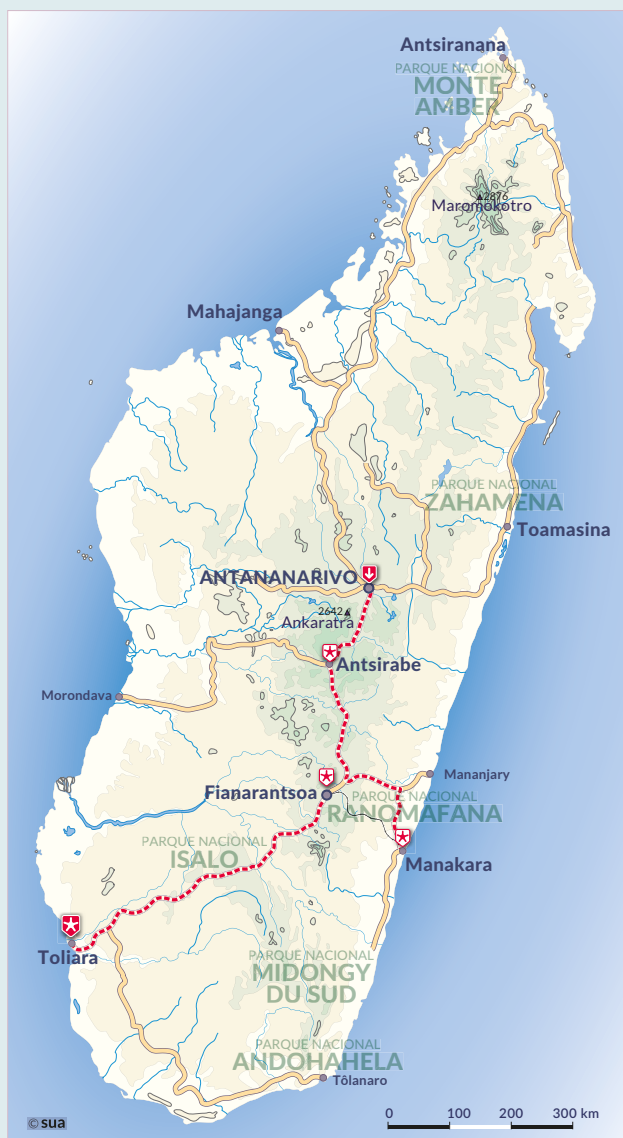 Antsiranana
PARQUE NACIONAL
MONTE
AMBER
▲2876
Maromokotro
Mahajanga
PARQUE NACIONAL
ZAHAMENA
Toamasina
ANTANANARIVO
2642▲
Ankaratra
Antsirabe
Morondava
Mananjary
Fianarantsoa
PARQUE NACIONAL
RANOMAFANA
PARQUE NACIONAL
ISALO
Manakara
Toliara
PARQUE NACIONAL
MIDONGY
DU SUD
PARQUE NACIONAL
ANDOHAHELA
Tôlanaro
© sua
0 100 200 300 km